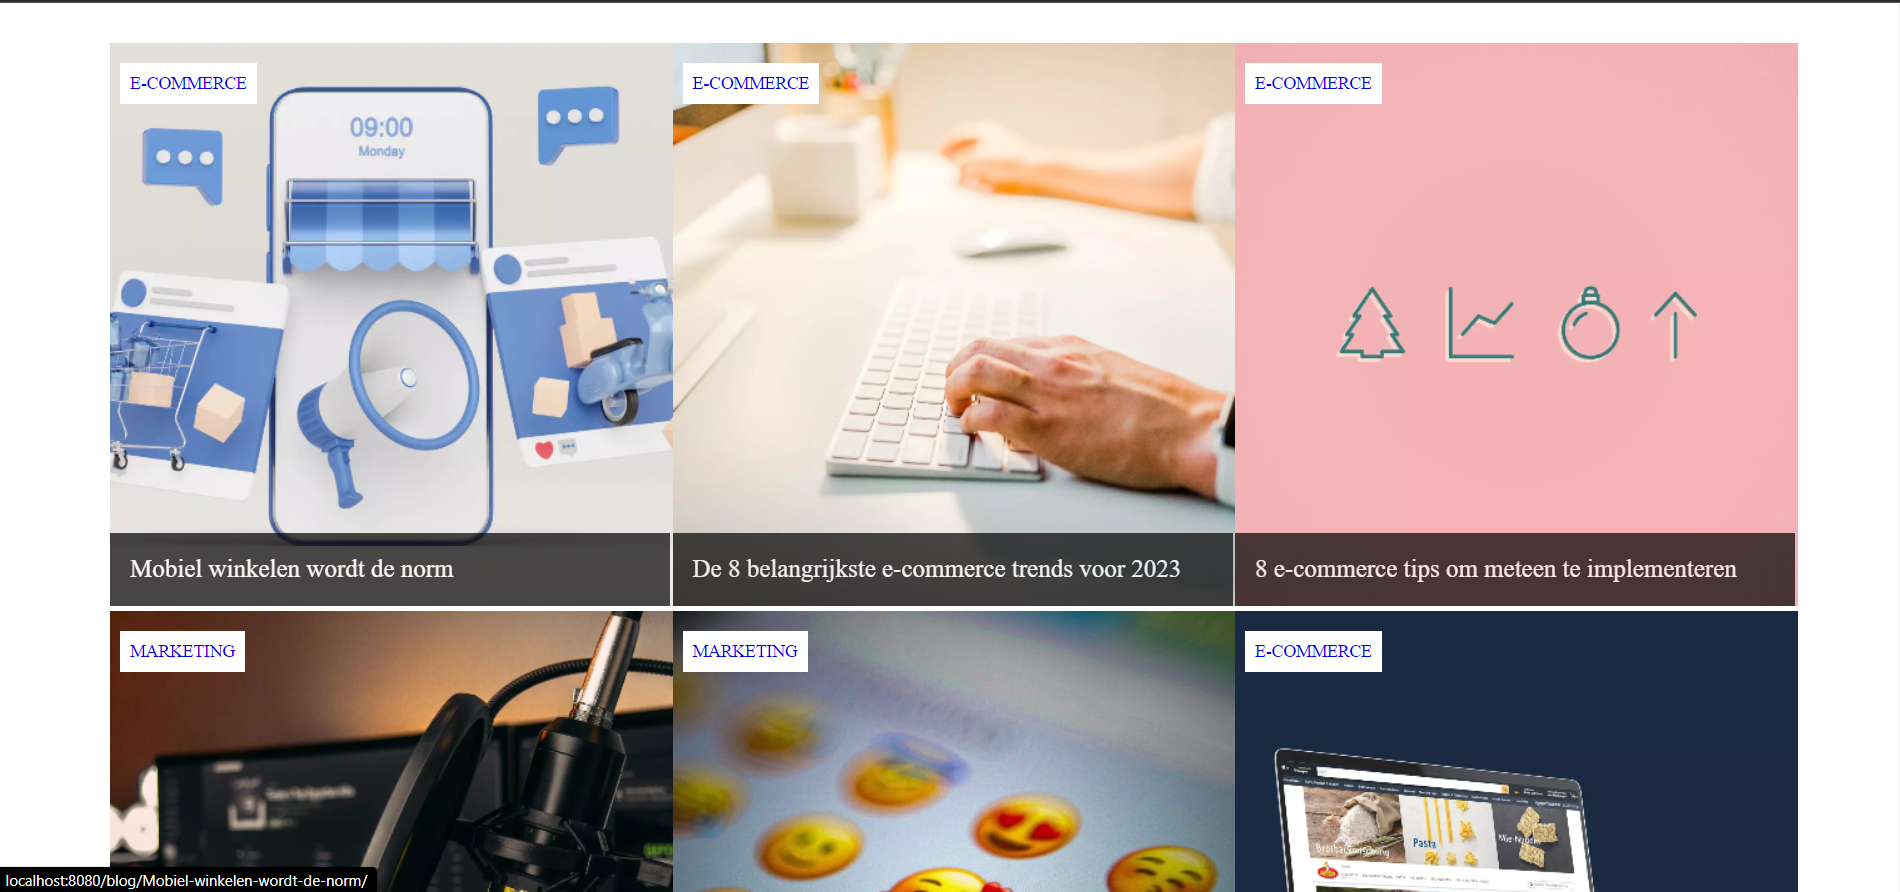 E-COMMERCE
E-COMMERCE
E-COMMERCE
09:00
Monday
Mobiel winkelen wordt de norm
De 8 belangrijkste e-commerce trends voor 2023
8 e-commerce tips om meteen te implementeren
MARKETING
MARKETING
E-COMMERCE
Pasta
localhost:8080/blog/Mobiel-winkelen-wordt-de-norm/